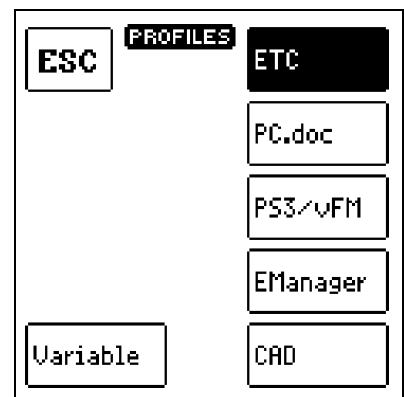 ESC
PROFILES
ETC
PC.doc
PS3/vFM
EManager
Variable
CAD